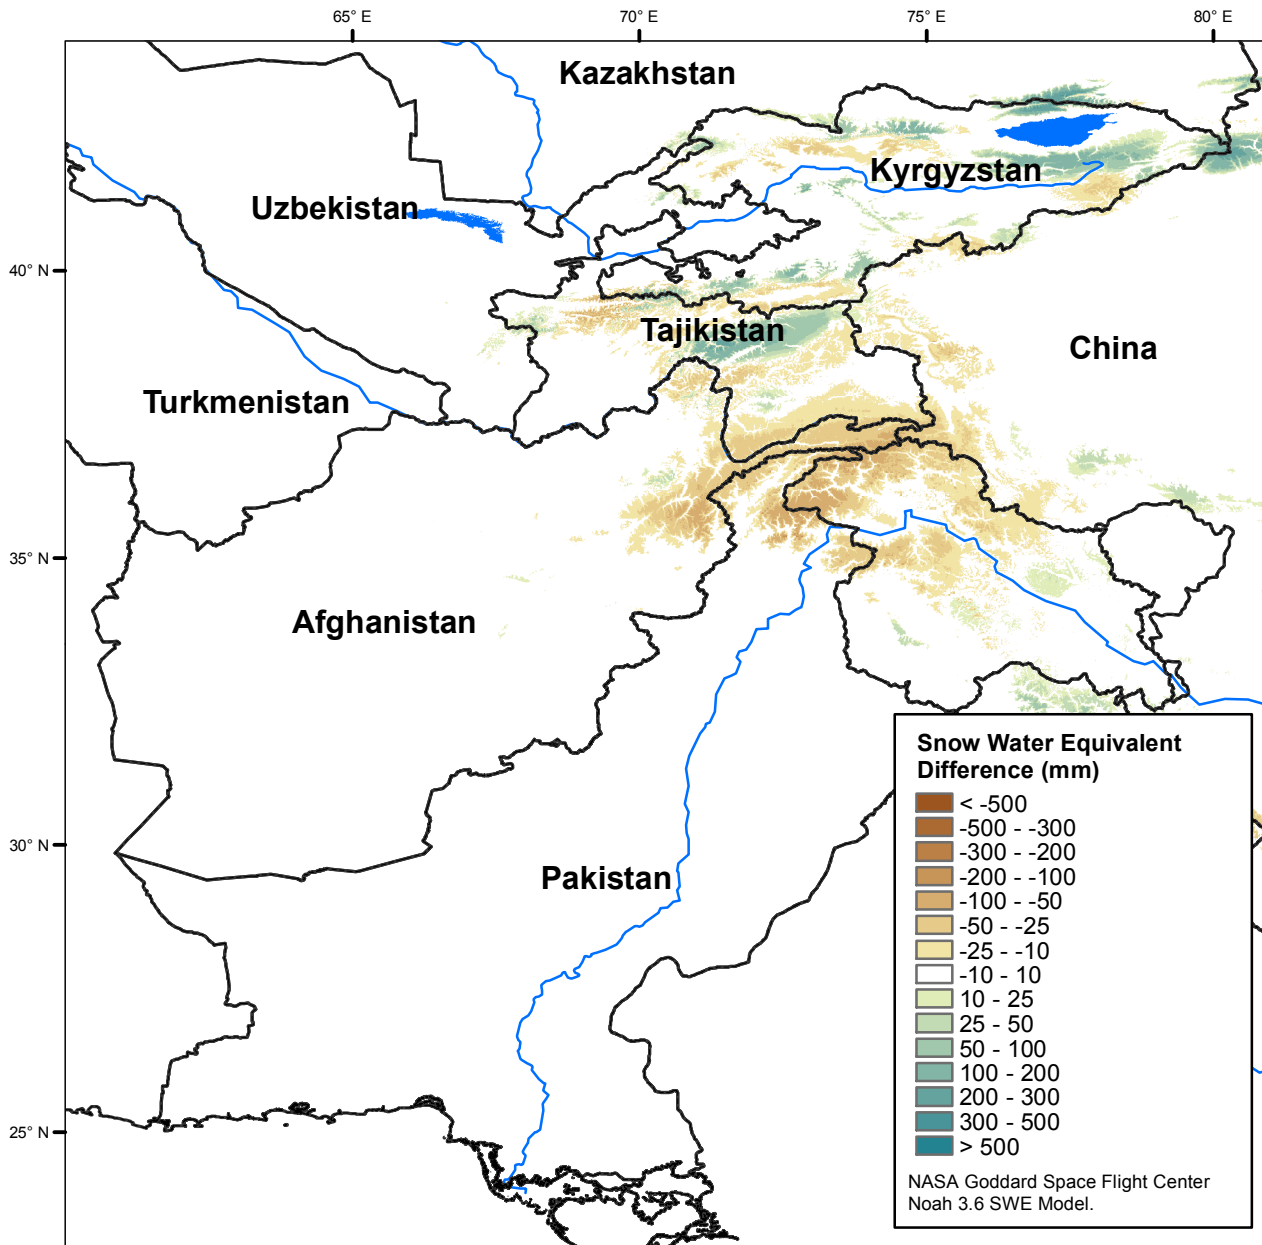 65° E
70° E
75° E
80° E
Kazakhstan
Kyrgyzstan
Uzbekistan
40° N
Tajikistan
China
Turkmenistan
35° N
Afghanistan
Snow Water Equivalent
Difference (mm)
< -500
-500 - -300
-300 - -200
-200 - -100
-100 - -50
-50 - -25
-25 - -10
-10 - 10
10 - 25
25 - 50
50 - 100
100 - 200
200 - 300
300 - 500
> 500
NASA Goddard Space Flight Center
Noah 3.6 SWE Model.
30° N
Pakistan
25° N